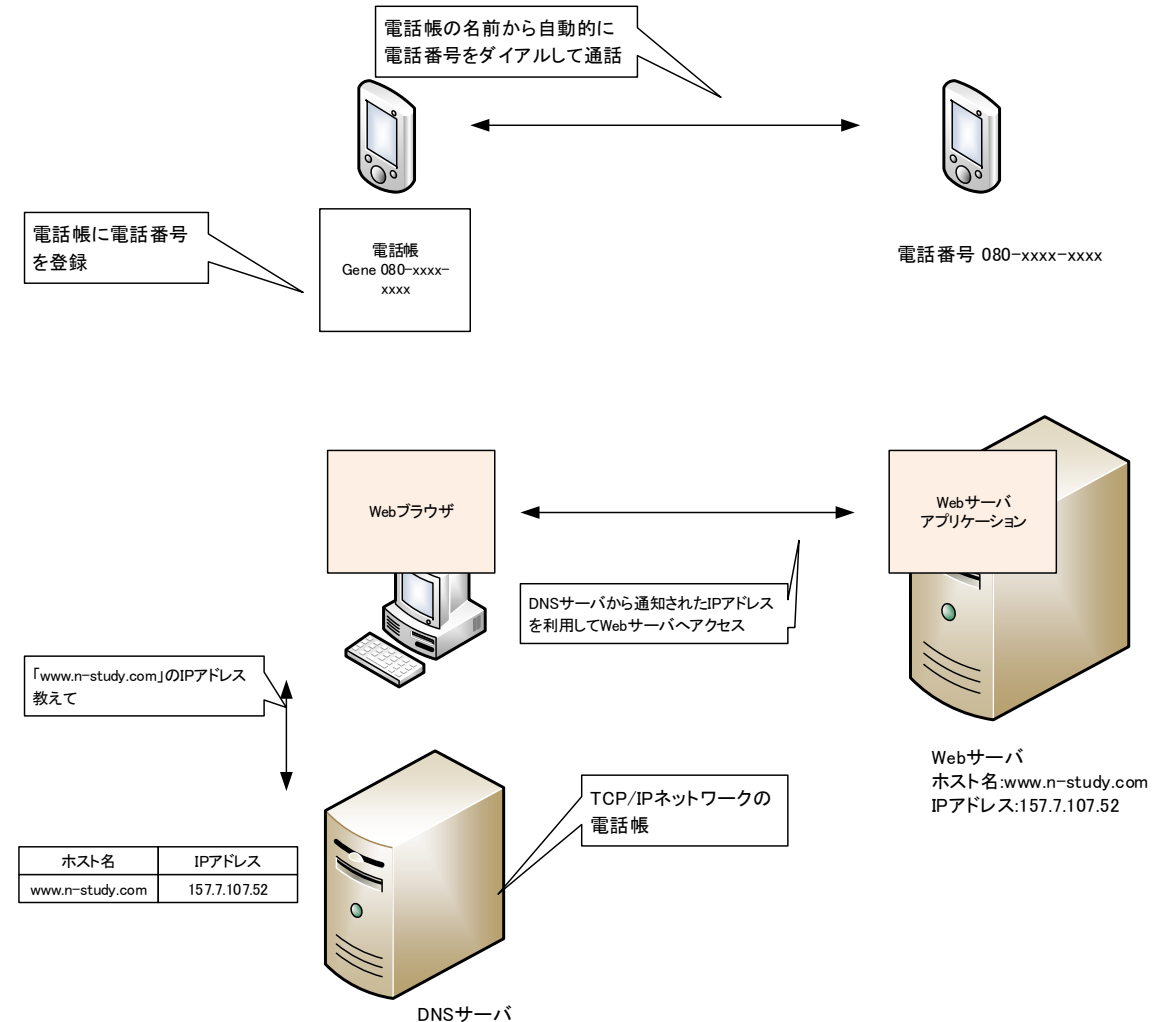 電話帳の名前から自動的に
電話番号をダイアルして通話
電話帳に電話番号
を登録
電話帳
Gene 080-xxxx-
xxxx
電話番号 080-xxxx-xxxx
Webブラウザ
Webサーバ
アプリケーション
DNSサーバから通知されたIPアドレス
を利用してWebサーバへアクセス
「www.n-study.com」のIPアドレス
教えて
Webサーバ
ホスト名:www.n-study.com
IPアドレス:157.7.107.52
TCP/IPネットワークの
電話帳
ホスト名 IPアドレス
www.n-study.com 157.7.107.52
DNSサーバ